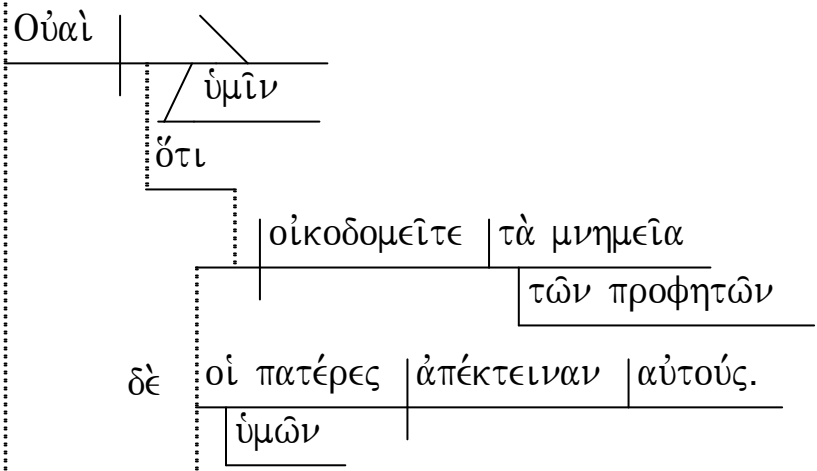 Οὐαὶ
ὑμῖν
ὅτι
οἰκοδομεῖτε τὰ μνημεῖα
τῶν προφητῶν
δὲ οἱ πατέρες ἀπέκτειναν αὐτούς.
ὑμῶν